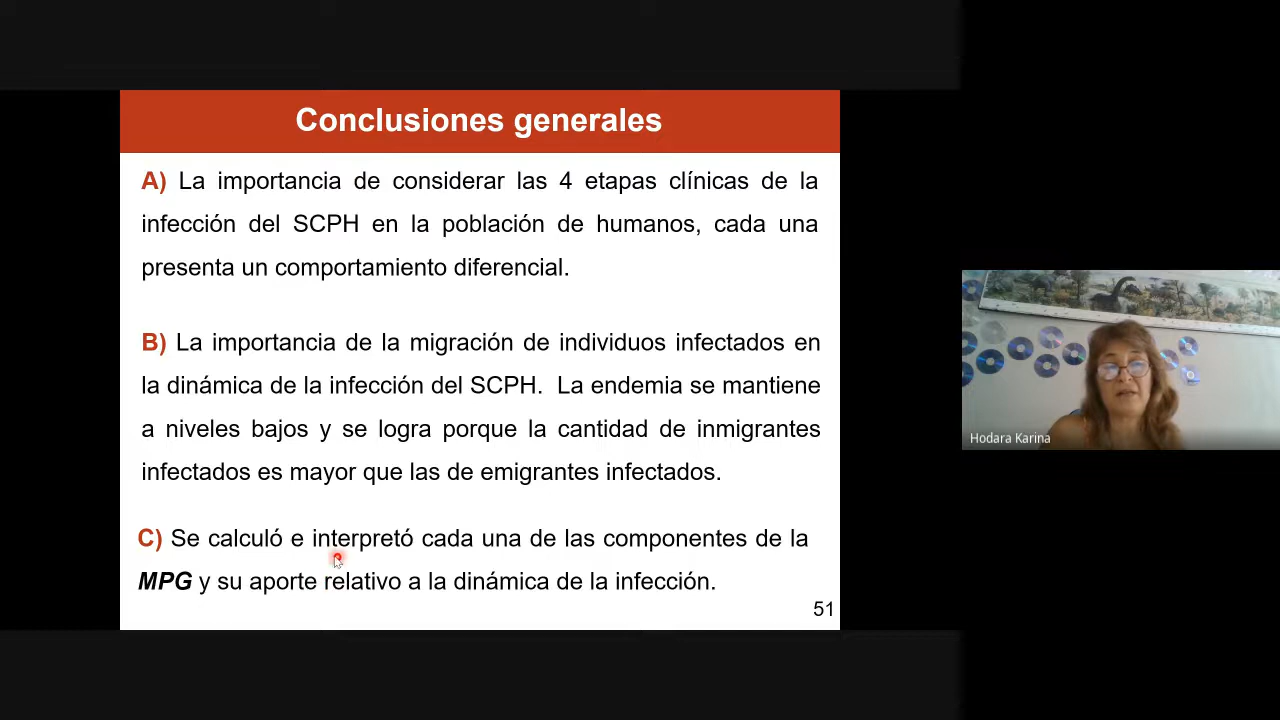 Conclusiones generales
A) La importancia de considerar las 4 etapas clínicas de la
infección del SCPH en la población de humanos, cada una
presenta un comportamiento diferencial.
B) La importancia de la migración de individuos infectados en
la dinámica de la infección del SCPH. La endemia se mantiene
a niveles bajos y se logra porque la cantidad de inmigrantes
infectados es mayor que las de emigrantes infectados.
C) Se calculó e interpretó cada una de las componentes de la
MPG y su aporte relativo a la dinámica de la infección.
51
Hodara Karina